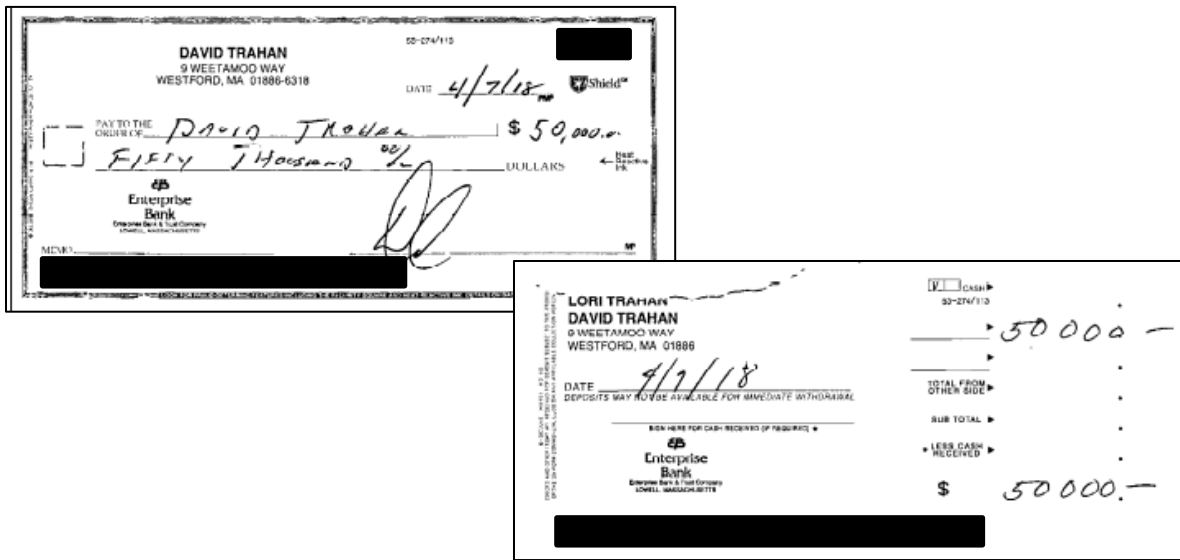 53-274/113
DAVID TRAHAN
9 WEETAMOO WAY
WESTFORD, MA 01886-6318
DATE 4/7/18
Shield
PAY TO THE
ORDER OF David Trahan $ 50,000.
Fifty Thousand DOLLARS
Heat
Reactive
Ink
Enterprise
Bank
Enterprise Bank & Trust Company
LOWELL, MASSACHUSETTS
MEMO
MP
LORI TRAHAN
DAVID TRAHAN
9 WEETAMOO WAY
WESTFORD, MA 01886
CASH
53-274/113
50000 —
DATE 4/9/18
DEPOSITS MAY NOT BE AVAILABLE FOR IMMEDIATE WITHDRAWAL
TOTAL FROM
OTHER SIDE
SUB TOTAL
SIGN HERE FOR CASH RECEIVED (IF REQUIRED)
LESS CASH
RECEIVED
Enterprise
Bank
Enterprise Bank & Trust Company
LOWELL, MASSACHUSETTS
$ 50000.—